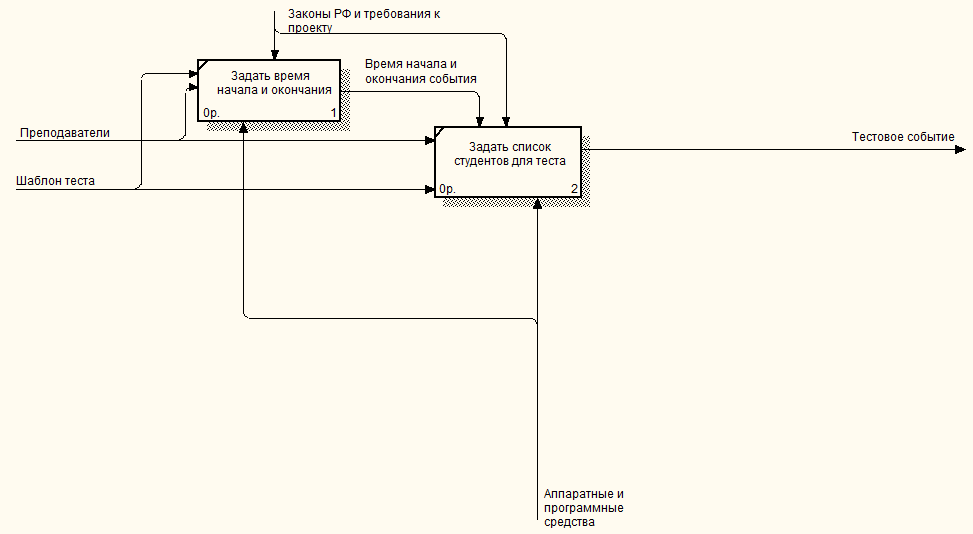 Законы РФ и требования к
проекту
Время начала и
окончания события
Задать время
начала и окончания
0р.
1
Преподаватели
Шаблон теста
Задать список
студентов для теста
0р.
2
Тестовое событие
Аппаратные и
программные
средства